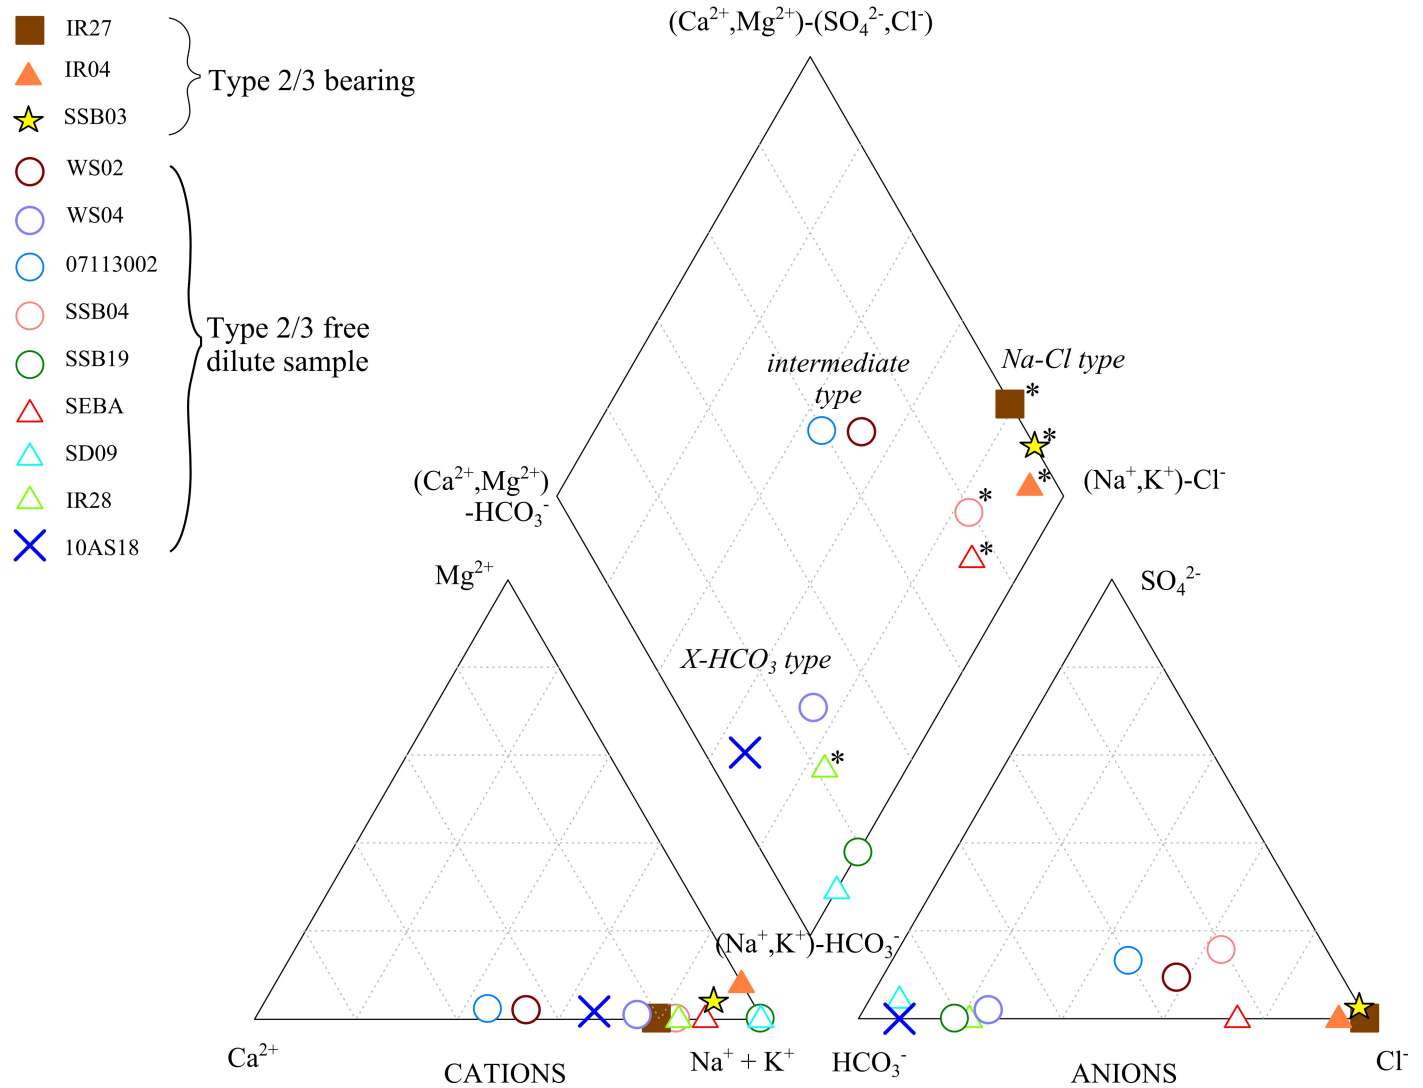 (Ca²⁺,Mg²⁺)-(SO₄²⁻,Cl⁻)
IR27
IR04
SSB03
Type 2/3 bearing
WS02
WS04
07113002
SSB04
SSB19
SEBA
SD09
IR28
10AS18
Type 2/3 free
dilute sample
intermediate
type
Na-Cl type
*
*
*
*
*
(Ca²⁺,Mg²⁺)
-HCO₃⁻
(Na⁺,K⁺)-Cl⁻
Mg²⁺
SO₄²⁻
X-HCO₃ type
*
(Na⁺,K⁺)-HCO₃⁻
Ca²⁺
CATIONS
Na⁺ + K⁺
HCO₃⁻
ANIONS
Cl⁻